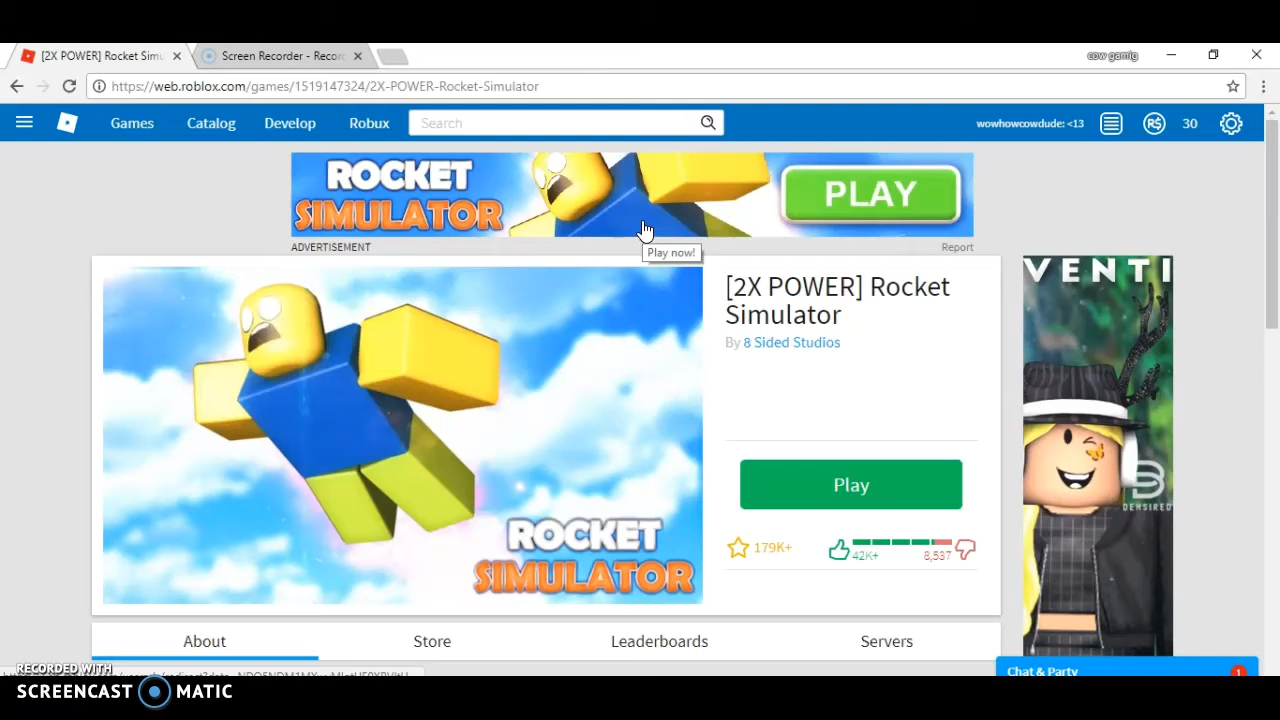 [2X POWER] Rocket Simu
Screen Recorder - Record
cow gamig
https://web.roblox.com/games/1519147324/2X-POWER-Rocket-Simulator
Games Catalog Develop Robux Search wowhowcowdude: <13 R$ 30
ROCKET
SIMULATOR
PLAY
Play now!
ADVERTISEMENT Report
VENTI
[2X POWER] Rocket
Simulator
By 8 Sided Studios
Play
179K+ 42K+ 8,537
ROCKET
SIMULATOR
DENSIRED
About Store Leaderboards Servers
Chat & Party 1
RECORDED WITH
SCREENCAST MATIC